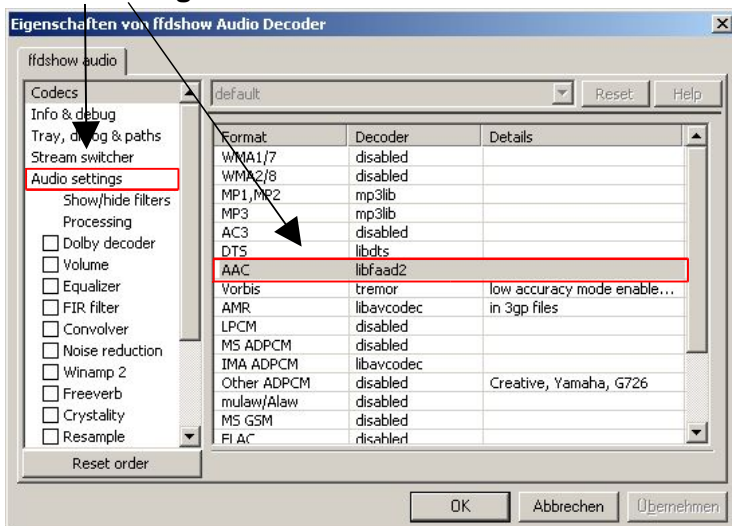 Eigenschaften von ffdshow Audio Decoder
ffdshow audio
Codecs
Info & debug
Tray, dialog & paths
Stream switcher
Audio settings
Show/hide filters
Processing
Dolby decoder
Volume
Equalizer
FIR filter
Convolver
Noise reduction
Winamp 2
Freeverb
Crystality
Resample
Reset order
default
Reset
Help
Format Decoder Details
WMA1/7 disabled
WMA2/8 disabled
MP1,MP2 mp3lib
MP3 mp3lib
AC3 disabled
DTS libdts
AAC libfaad2
Vorbis tremor low accuracy mode enable...
AMR libavcodec in 3gp files
LPCM disabled
MS ADPCM disabled
IMA ADPCM libavcodec
Other ADPCM disabled Creative, Yamaha, G726
mulaw/Alaw disabled
MS GSM disabled
FLAC disabled
OK
Abbrechen
Übernehmen